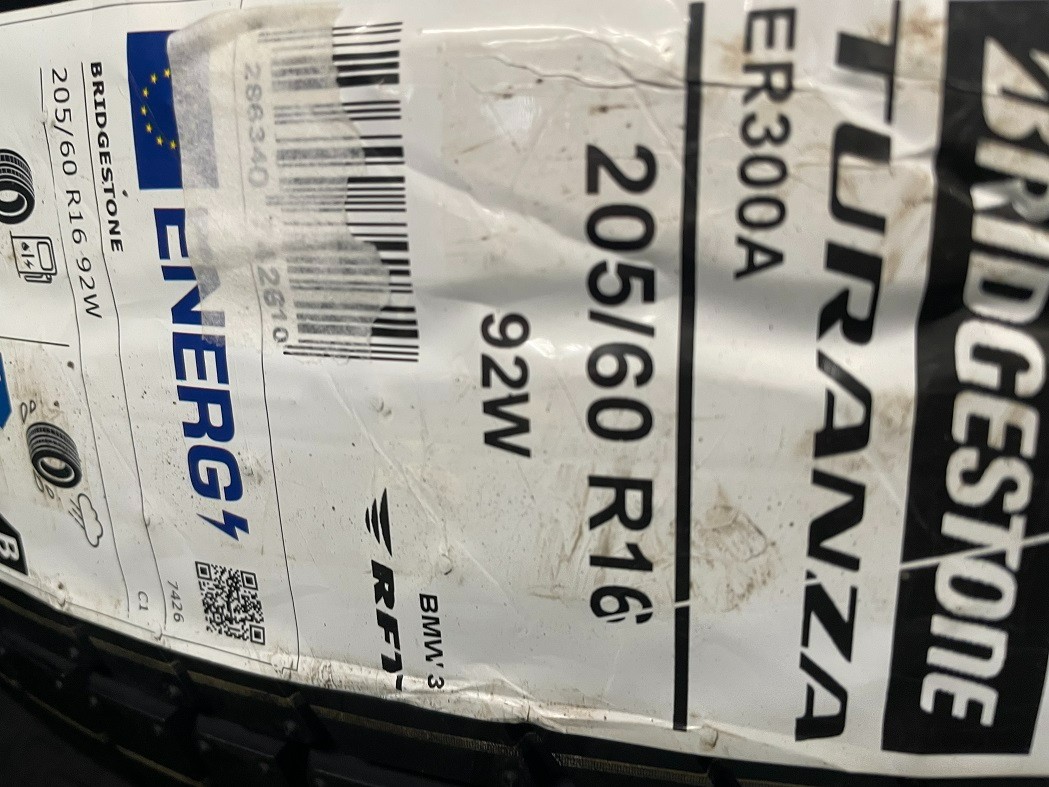 BRIDGESTONE
TURANZA
ER300A
205/60 R16
92W
BMW 3
RFT
286340
2610
ENERG
BRIDGESTONE
7426
205/60 R16 92W
C1
B